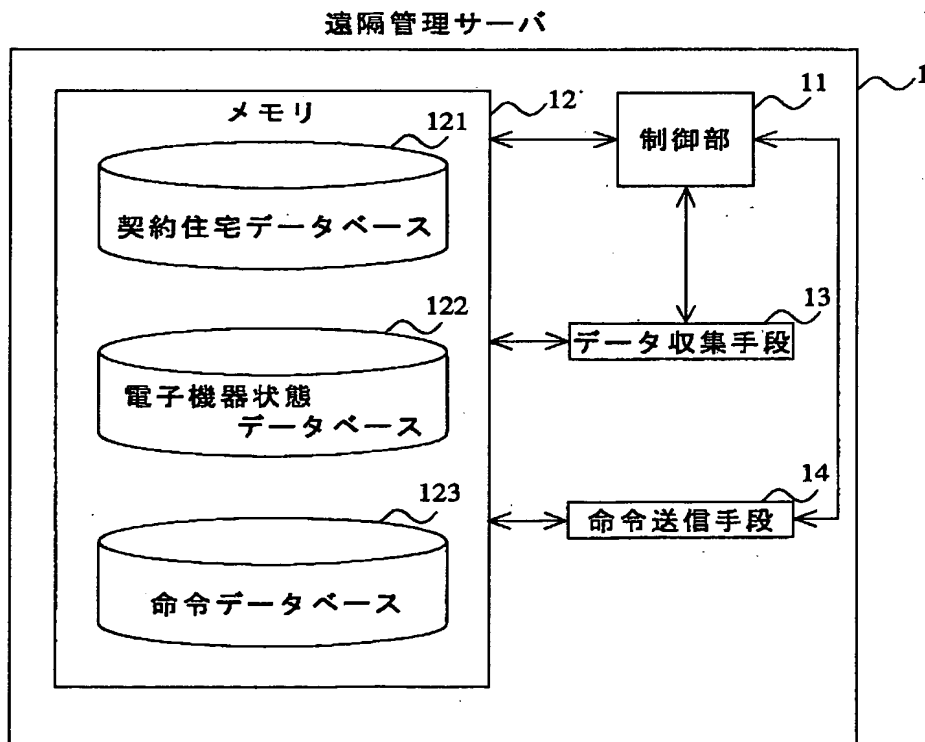 遠隔管理サーバ
1
メモリ
12
11
制御部
121
契約住宅データベース
122
電子機器状態
データベース
13
データ収集手段
123
命令データベース
14
命令送信手段